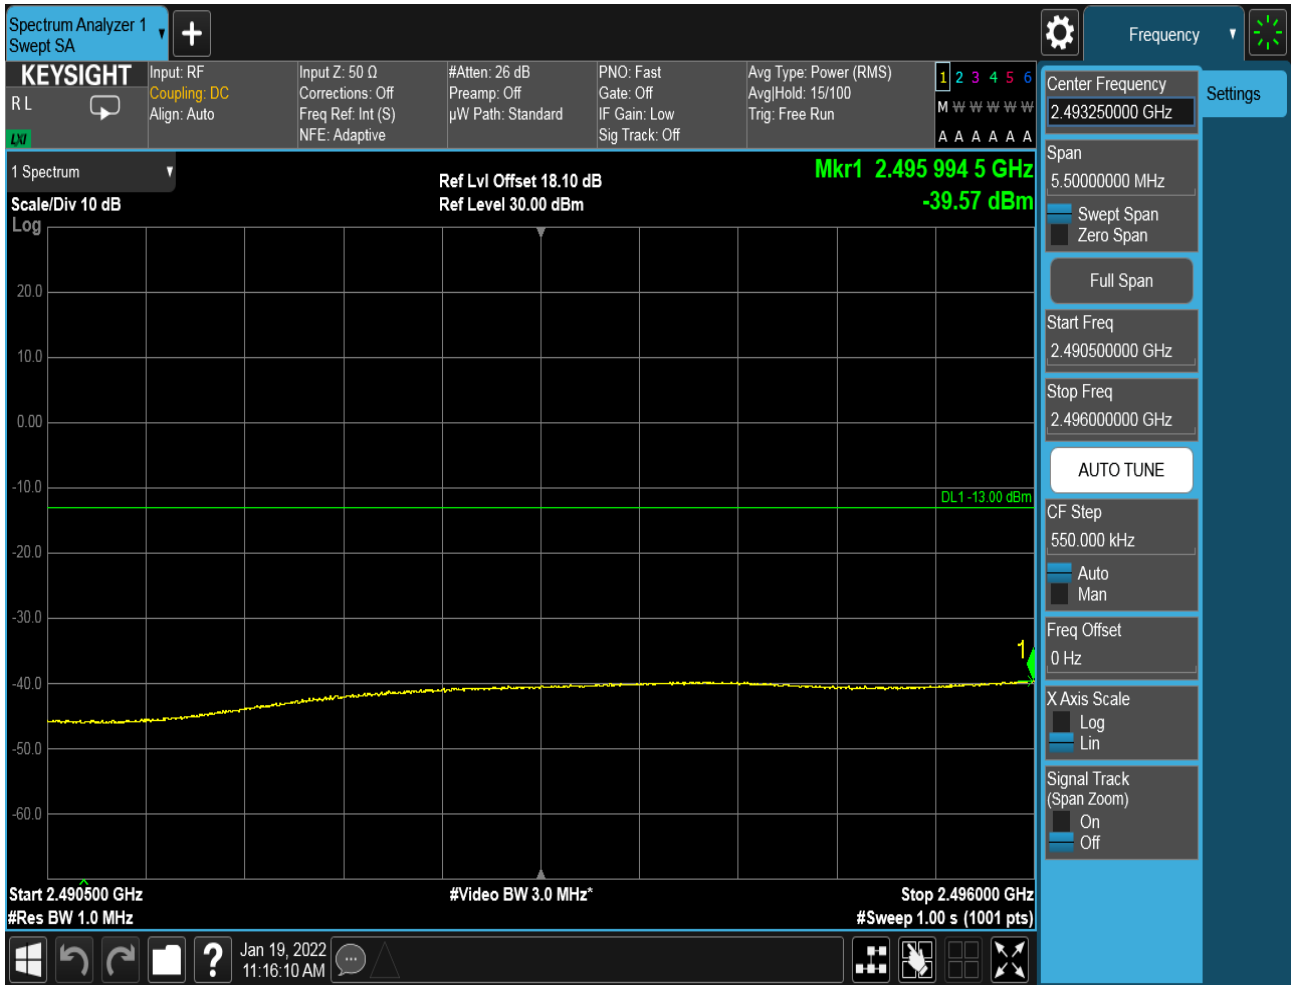 Spectrum Analyzer 1
Swept SA
Frequency
KEYSIGHT
R L
LXI
Input: RF
Coupling: DC
Align: Auto
Input Z: 50 Ω
Corrections: Off
Freq Ref: Int (S)
NFE: Adaptive
#Atten: 26 dB
Preamp: Off
µW Path: Standard
PNO: Fast
Gate: Off
IF Gain: Low
Sig Track: Off
Avg Type: Power (RMS)
Avg|Hold: 15/100
Trig: Free Run
1 2 3 4 5 6
M W W W W W
A A A A A A
1 Spectrum
Scale/Div 10 dB
Log
Ref Lvl Offset 18.10 dB
Ref Level 30.00 dBm
Mkr1 2.495 994 5 GHz
-39.57 dBm
20.0
10.0
0.00
-10.0
DL1 -13.00 dBm
-20.0
-30.0
1
-40.0
-50.0
-60.0
Start 2.490500 GHz
#Video BW 3.0 MHz*
Stop 2.496000 GHz
#Res BW 1.0 MHz
#Sweep 1.00 s (1001 pts)
?
Jan 19, 2022
11:16:10 AM
Center Frequency
2.493250000 GHz
Settings
Span
5.50000000 MHz
Swept Span
Zero Span
Full Span
Start Freq
2.490500000 GHz
Stop Freq
2.496000000 GHz
AUTO TUNE
CF Step
550.000 kHz
Auto
Man
Freq Offset
0 Hz
X Axis Scale
Log
Lin
Signal Track
(Span Zoom)
On
Off